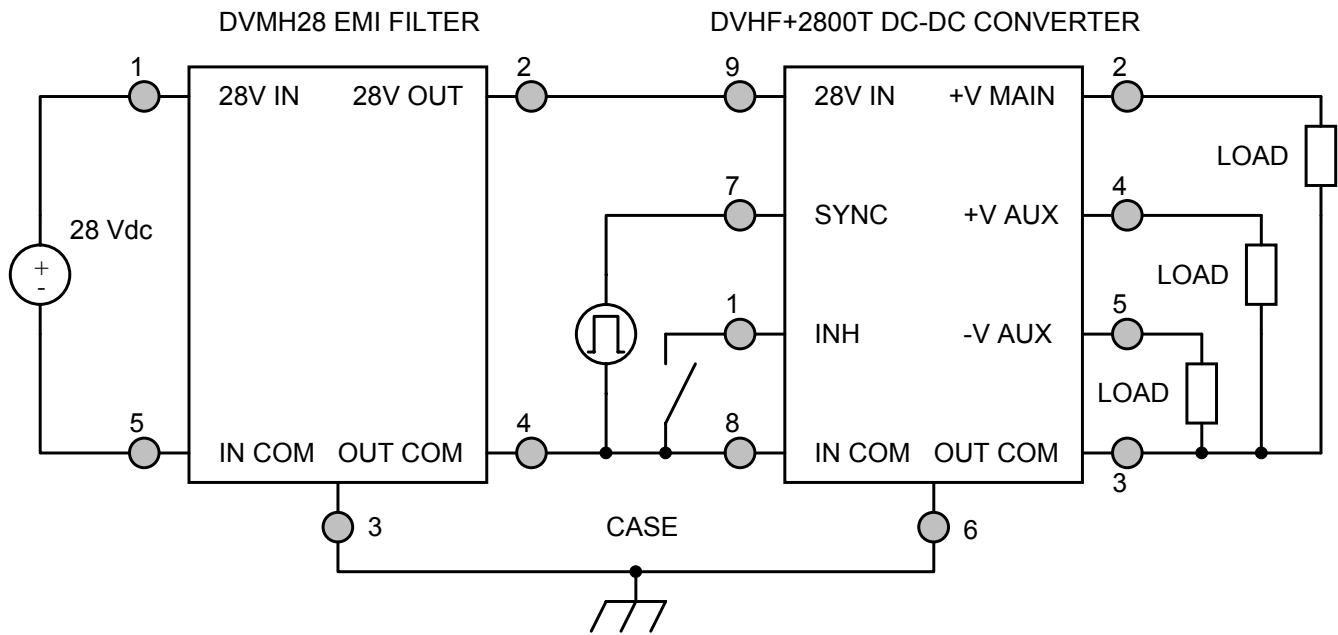 DVMH28 EMI FILTER
DVHF+2800T DC-DC CONVERTER
1
2
9
2
28V IN
28V OUT
28V IN
+V MAIN
LOAD
7
4
SYNC
+V AUX
28 Vdc
+
-
LOAD
1
5
INH
-V AUX
LOAD
5
4
8
IN COM
OUT COM
IN COM
OUT COM
3
3
CASE
6